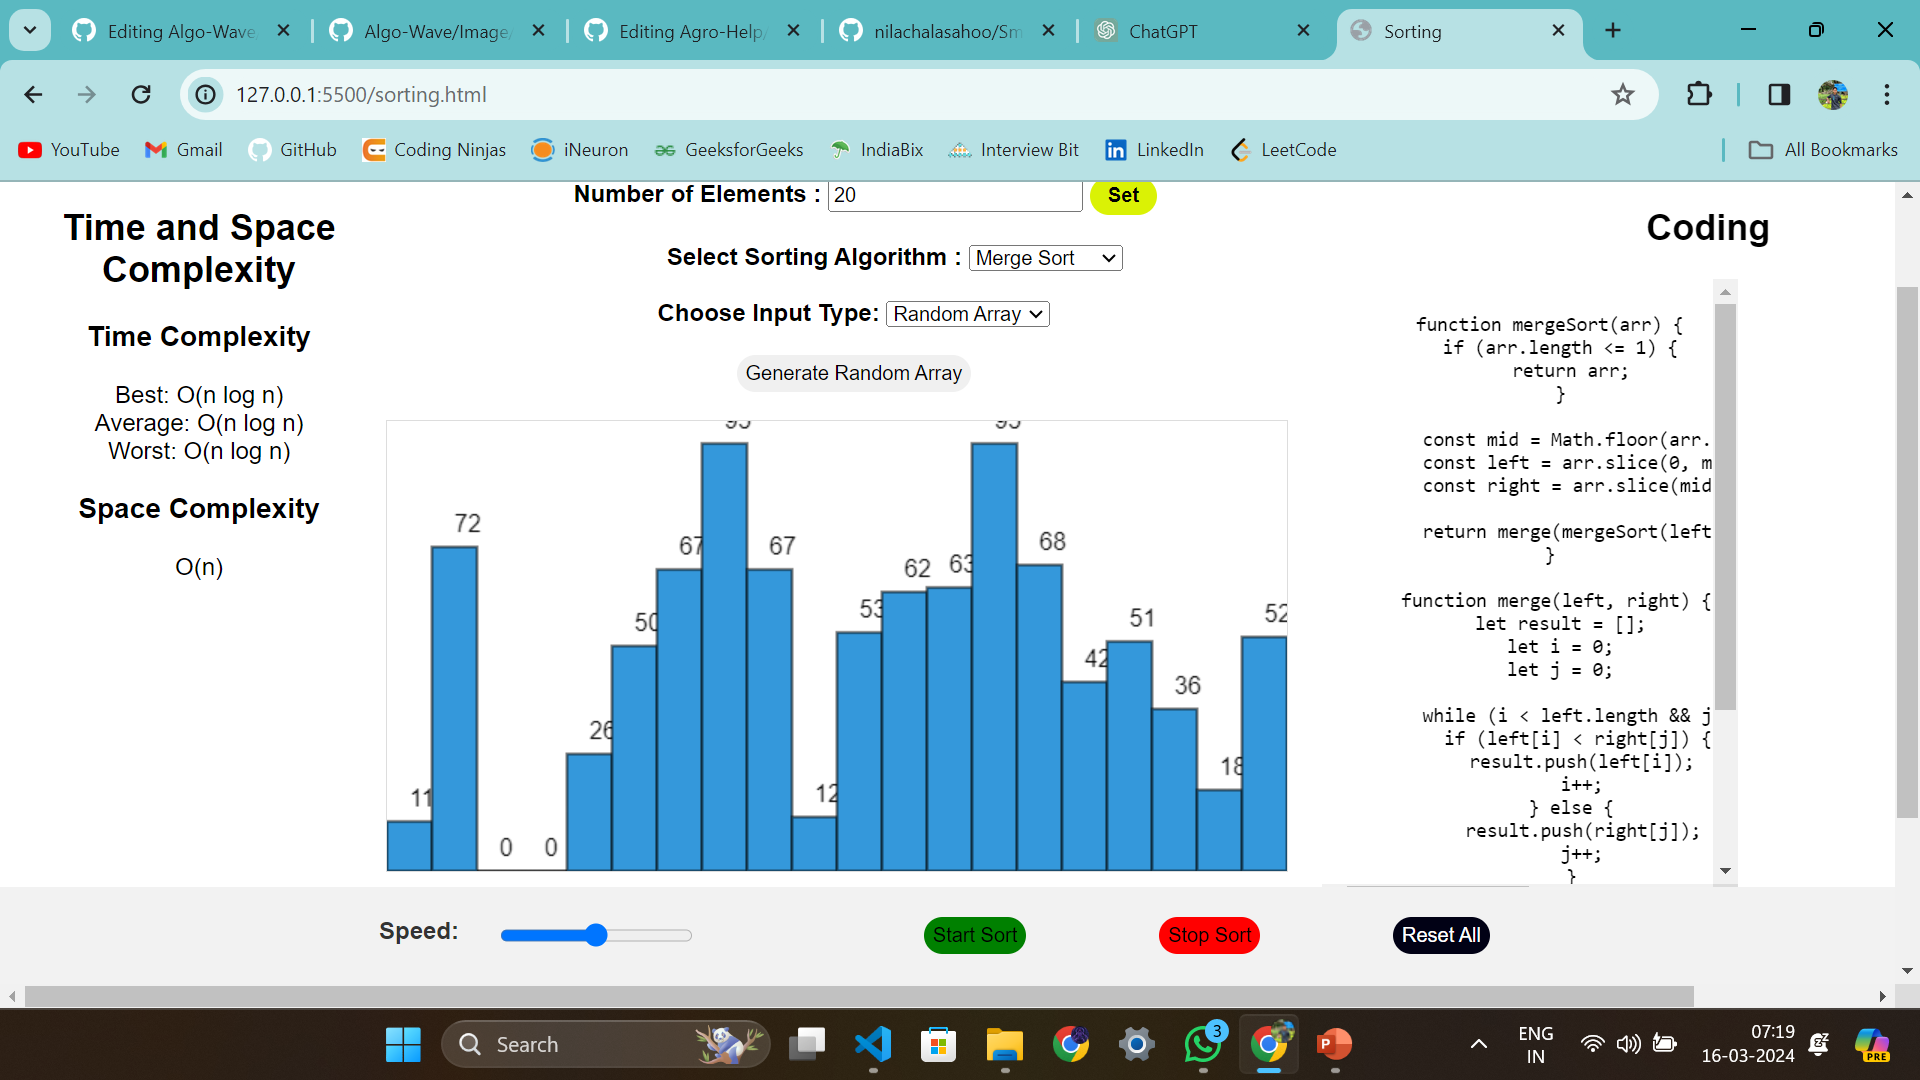 Editing Algo-Wave
Algo-Wave/Image/
Editing Agro-Help/
nilachalasahoo/Sm
ChatGPT
Sorting
127.0.0.1:5500/sorting.html
YouTube
Gmail
GitHub
Coding Ninjas
iNeuron
GeeksforGeeks
IndiaBix
Interview Bit
LinkedIn
LeetCode
All Bookmarks
Time and Space
Complexity
Time Complexity
Best: O(n log n)
Average: O(n log n)
Worst: O(n log n)
Space Complexity
O(n)
Number of Elements : 20 Set
Select Sorting Algorithm : Merge Sort
Choose Input Type: Random Array
Generate Random Array
11
72
0
0
26
50
67
95
67
12
53
62
63
95
68
42
51
36
18
52
Coding
function mergeSort(arr) {
if (arr.length <= 1) {
return arr;
}
const mid = Math.floor(arr.
const left = arr.slice(0, m
const right = arr.slice(mid
return merge(mergeSort(left
}
function merge(left, right) {
let result = [];
let i = 0;
let j = 0;
while (i < left.length && j
if (left[i] < right[j]) {
result.push(left[i]);
i++;
} else {
result.push(right[j]);
j++;
}
Speed:
Start Sort
Stop Sort
Reset All
Search
3
P
ENG
IN
07:19
16-03-2024
PRE